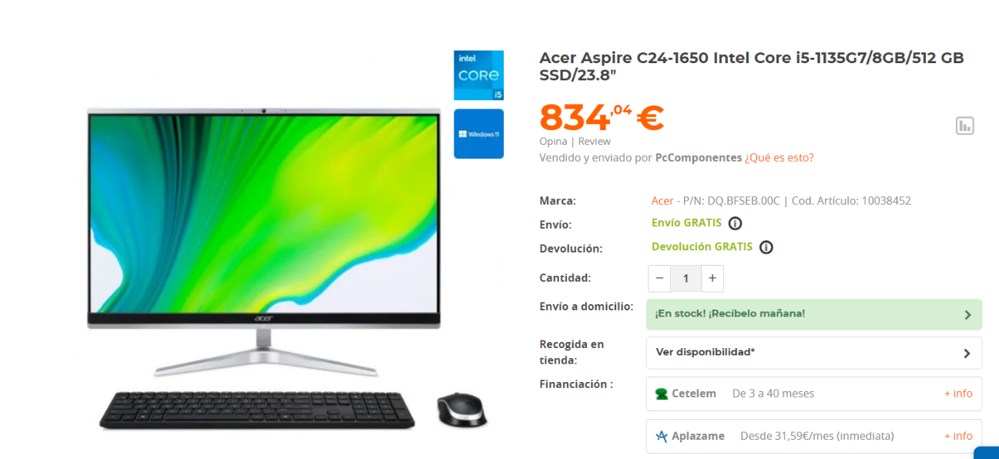 Acer Aspire C24-1650 Intel Core i5-1135G7/8GB/512 GB
SSD/23.8"
intel
CORE
i5
Windows 11
acer
834,04 €
Opina | Review
Vendido y enviado por PcComponentes ¿Qué es esto?
Marca: Acer - P/N: DQ.BFSEB.00C | Cod. Artículo: 10038452
Envío: Envío GRATIS
Devolución: Devolución GRATIS
Cantidad: − 1 +
Envío a domicilio: ¡En stock! ¡Recíbelo mañana!
Recogida en
tienda: Ver disponibilidad*
Financiación : Cetelem De 3 a 40 meses + info
Aplazame Desde 31,59€/mes (inmediata) + info